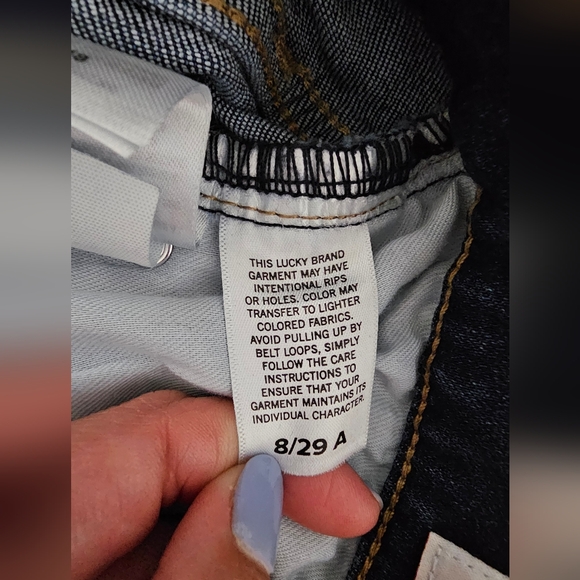 THIS LUCKY BRAND
GARMENT MAY HAVE
INTENTIONAL RIPS
OR HOLES. COLOR MAY
TRANSFER TO LIGHTER
COLORED FABRICS.
AVOID PULLING UP BY
BELT LOOPS, SIMPLY
FOLLOW THE CARE
INSTRUCTIONS TO
ENSURE THAT YOUR
GARMENT MAINTAINS ITS
INDIVIDUAL CHARACTER.
8/29 A